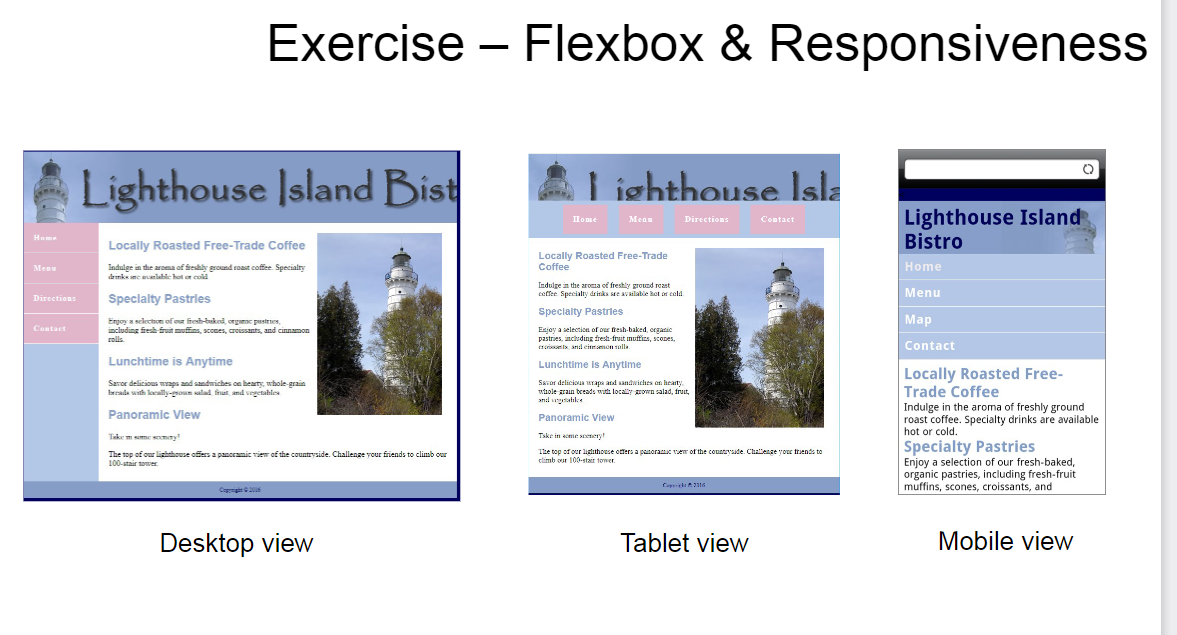 Exercise – Flexbox & Responsiveness
Lighthouse Island Bist
Home
Menu
Directions
Contact
Locally Roasted Free-Trade Coffee
Indulge in the aroma of freshly ground roast coffee. Specialty
drinks are available hot or cold.
Specialty Pastries
Enjoy a selection of our fresh-baked, organic pastries,
including fresh-fruit muffins, scones, croissants, and cinnamon
rolls.
Lunchtime is Anytime
Savor delicious wraps and sandwiches on hearty, whole-grain
breads with locally-grown salad, fruit, and vegetables.
Panoramic View
Take in some scenery!
The top of our lighthouse offers a panoramic view of the countryside. Challenge your friends to climb our
100-stair tower.
Copyright © 2016
Desktop view
Lighthouse Isla
Home Menu Directions Contact
Locally Roasted Free-Trade
Coffee
Indulge in the aroma of freshly ground roast
coffee. Specialty drinks are available hot or cold.
Specialty Pastries
Enjoy a selection of our fresh-baked, organic
pastries, including fresh-fruit muffins, scones,
croissants, and cinnamon rolls.
Lunchtime is Anytime
Savor delicious wraps and sandwiches on hearty,
whole-grain breads with locally-grown salad, fruit,
and vegetables.
Panoramic View
Take in some scenery!
The top of our lighthouse offers a panoramic view of the countryside. Challenge your friends to
climb our 100-stair tower.
Copyright © 2016
Tablet view
Lighthouse Island
Bistro
Home
Menu
Map
Contact
Locally Roasted Free-
Trade Coffee
Indulge in the aroma of freshly ground
roast coffee. Specialty drinks are available
hot or cold.
Specialty Pastries
Enjoy a selection of our fresh-baked,
organic pastries, including fresh-fruit
muffins, scones, croissants, and
Mobile view